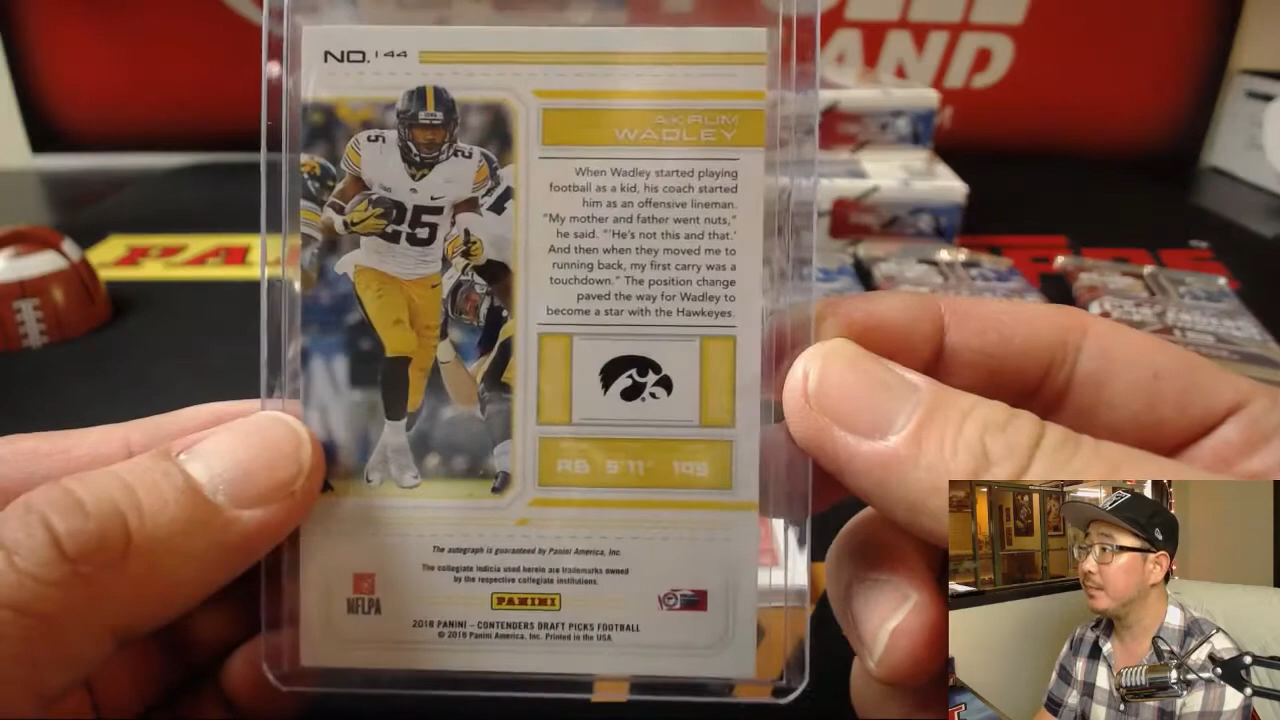 AND
NO. 144
AKRUM
WADLEY
When Wadley started playing
football as a kid, his coach started
him as an offensive lineman.
"My mother and father went nuts,"
he said. "'He's not this and that.'
And then when they moved me to
running back, my first carry was a
touchdown." The position change
paved the way for Wadley to
become a star with the Hawkeyes.
25
RB 5'11" 195
The autograph is guaranteed by Panini America, Inc.
The collegiate indicia used herein are trademarks owned
by the respective collegiate institutions.
NFLPA
PANINI
2018 PANINI – CONTENDERS DRAFT PICKS FOOTBALL
© 2018 Panini America, Inc. Printed in the USA.